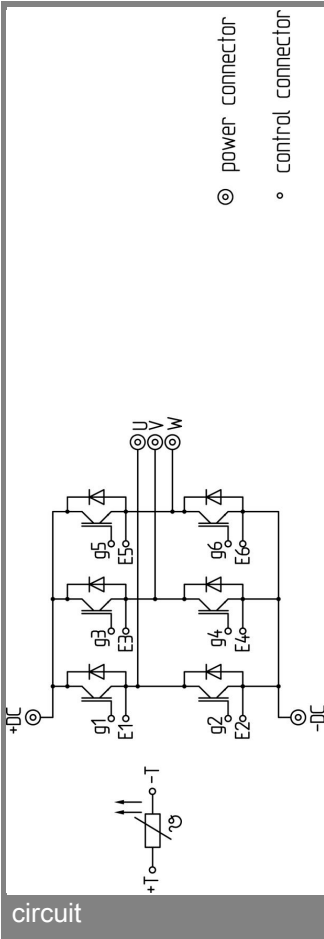 power connector
control connector
U
V
W
g5
E5
g6
E6
g3
E3
g4
E4
+DC
g1
E1
g2
E2
-DC
-T
ϑ
+T
circuit